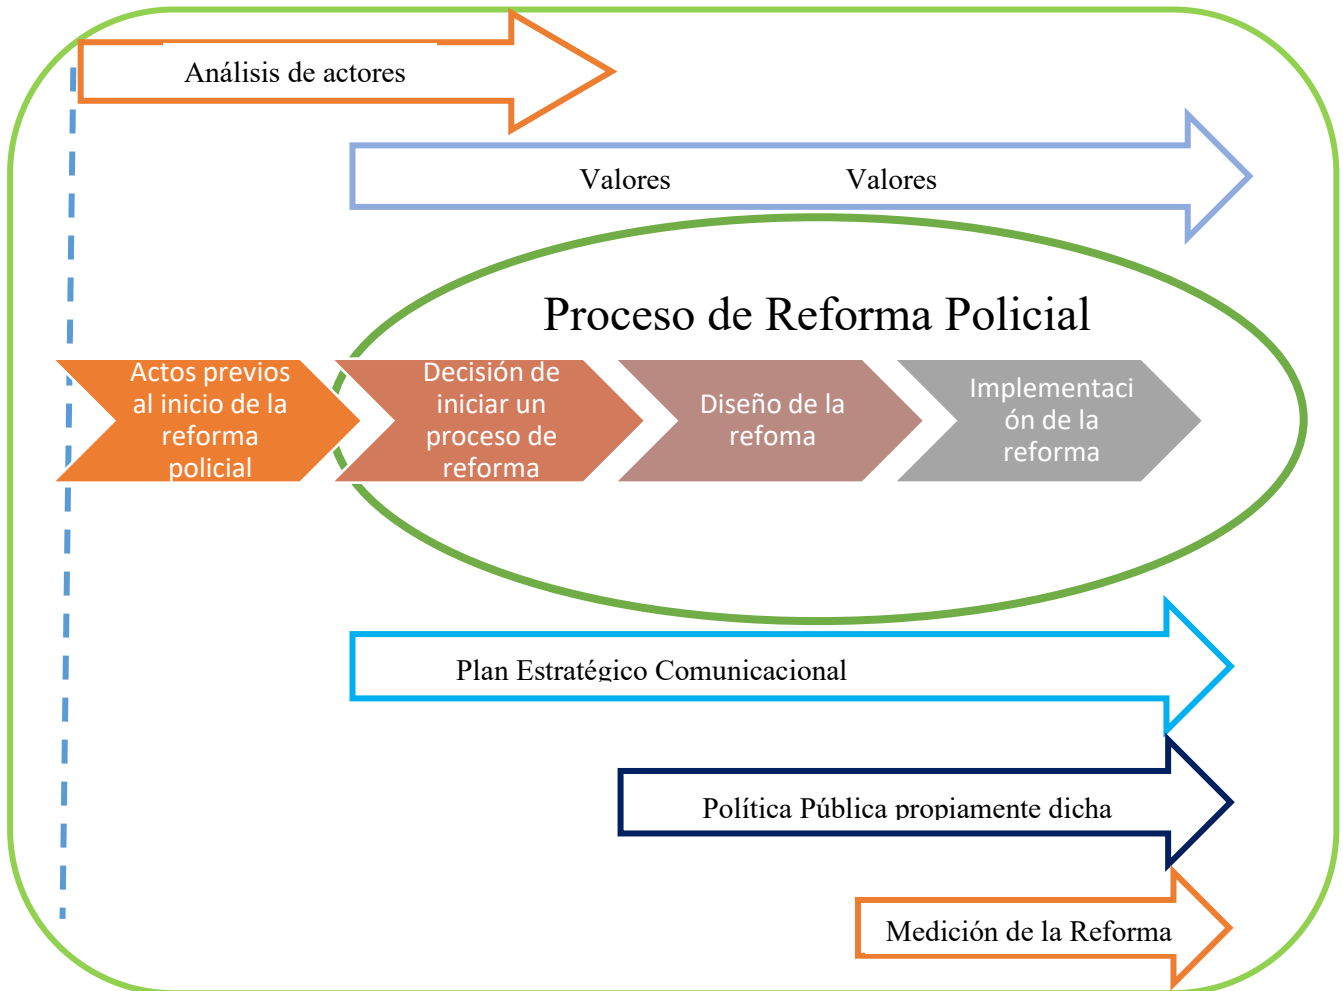 Análisis de actores
Valores Valores
Proceso de Reforma Policial
Actos previos
al inicio de la
reforma
policial
Decisión de
iniciar un
proceso de
reforma
Diseño de la
refoma
Implementaci
ón de la
reforma
Plan Estratégico Comunicacional
Política Pública propiamente dicha
Medición de la Reforma